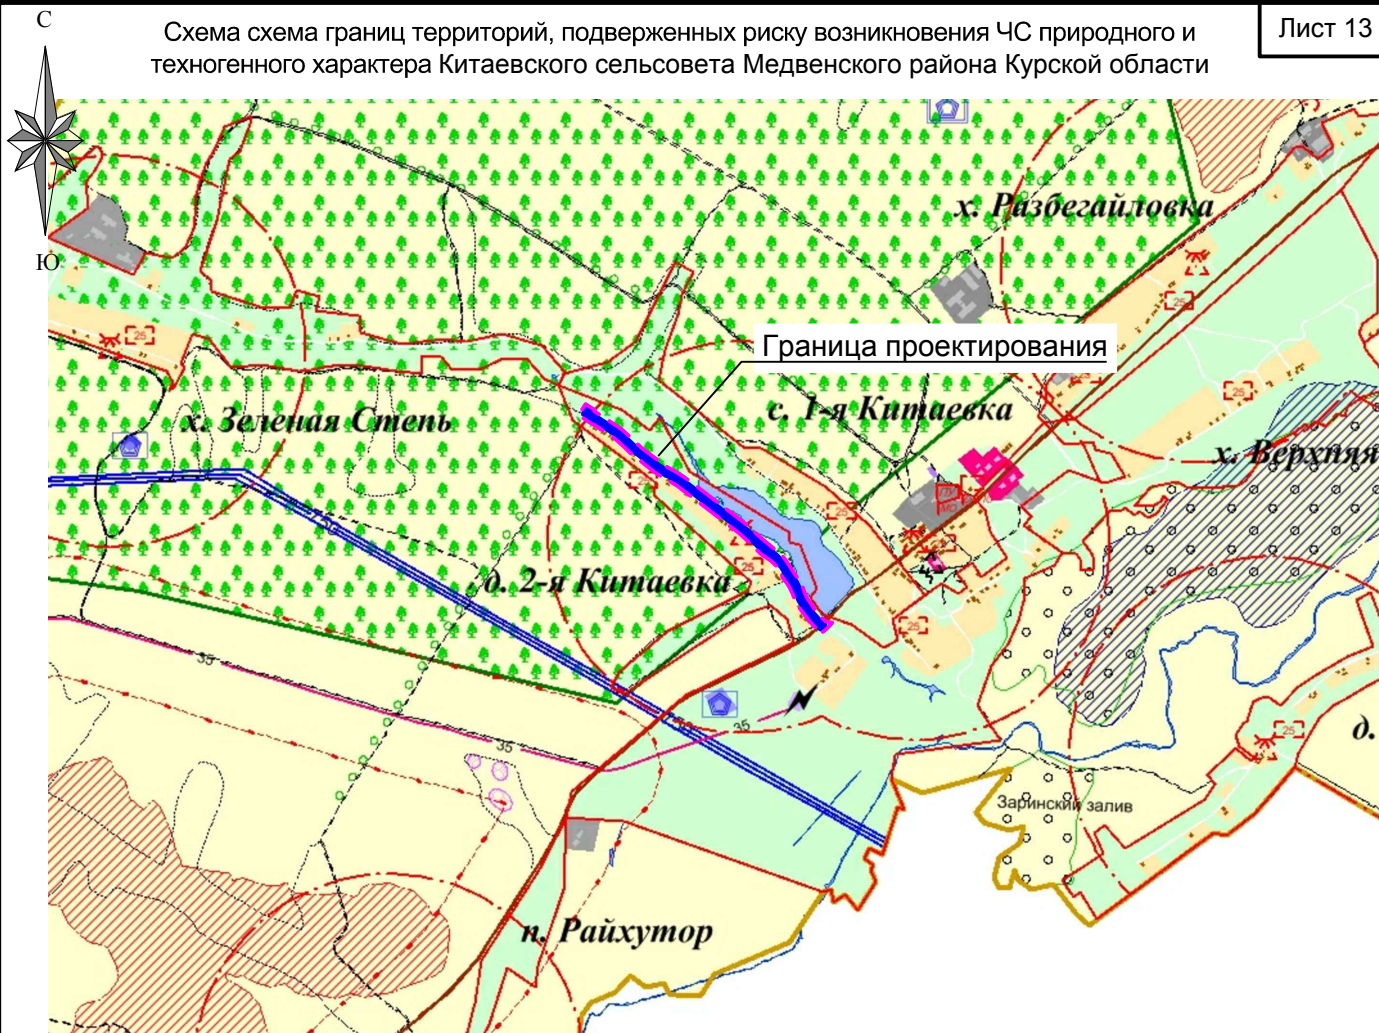 С
Схема схема границ территорий, подверженных риску возникновения ЧС природного и
техногенного характера Китаевского сельсовета Медвенского района Курской области
Лист 13
Ю
х. Разбегайловка
25
25
Граница проектирования
25
25
х. Зеленая Степь
с. 1-я Китаевка
х. Верхняя
25
25
д. 2-я Китаевка
25
25
35
35
35
25
д.
Заринский залив
п. Райхутор